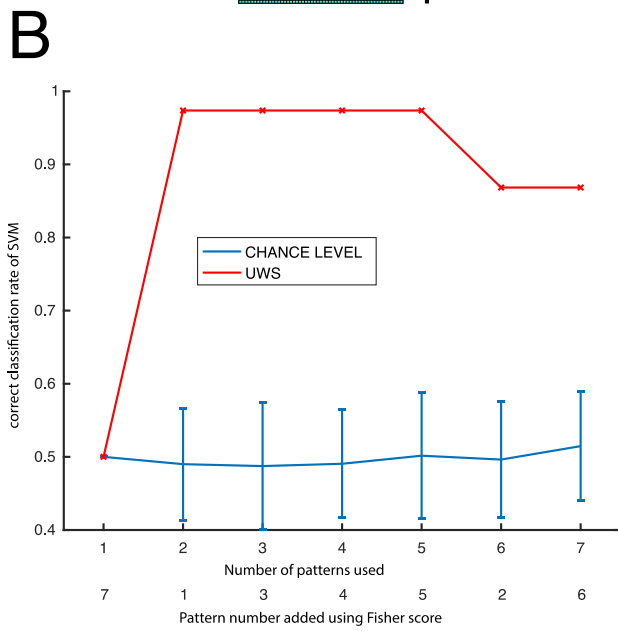 B
1
0.9
0.8
0.7
0.6
0.5
0.4
correct classification rate of SVM
CHANCE LEVEL
UWS
1 2 3 4 5 6 7
Number of patterns used
7 1 3 4 5 2 6
Pattern number added using Fisher score